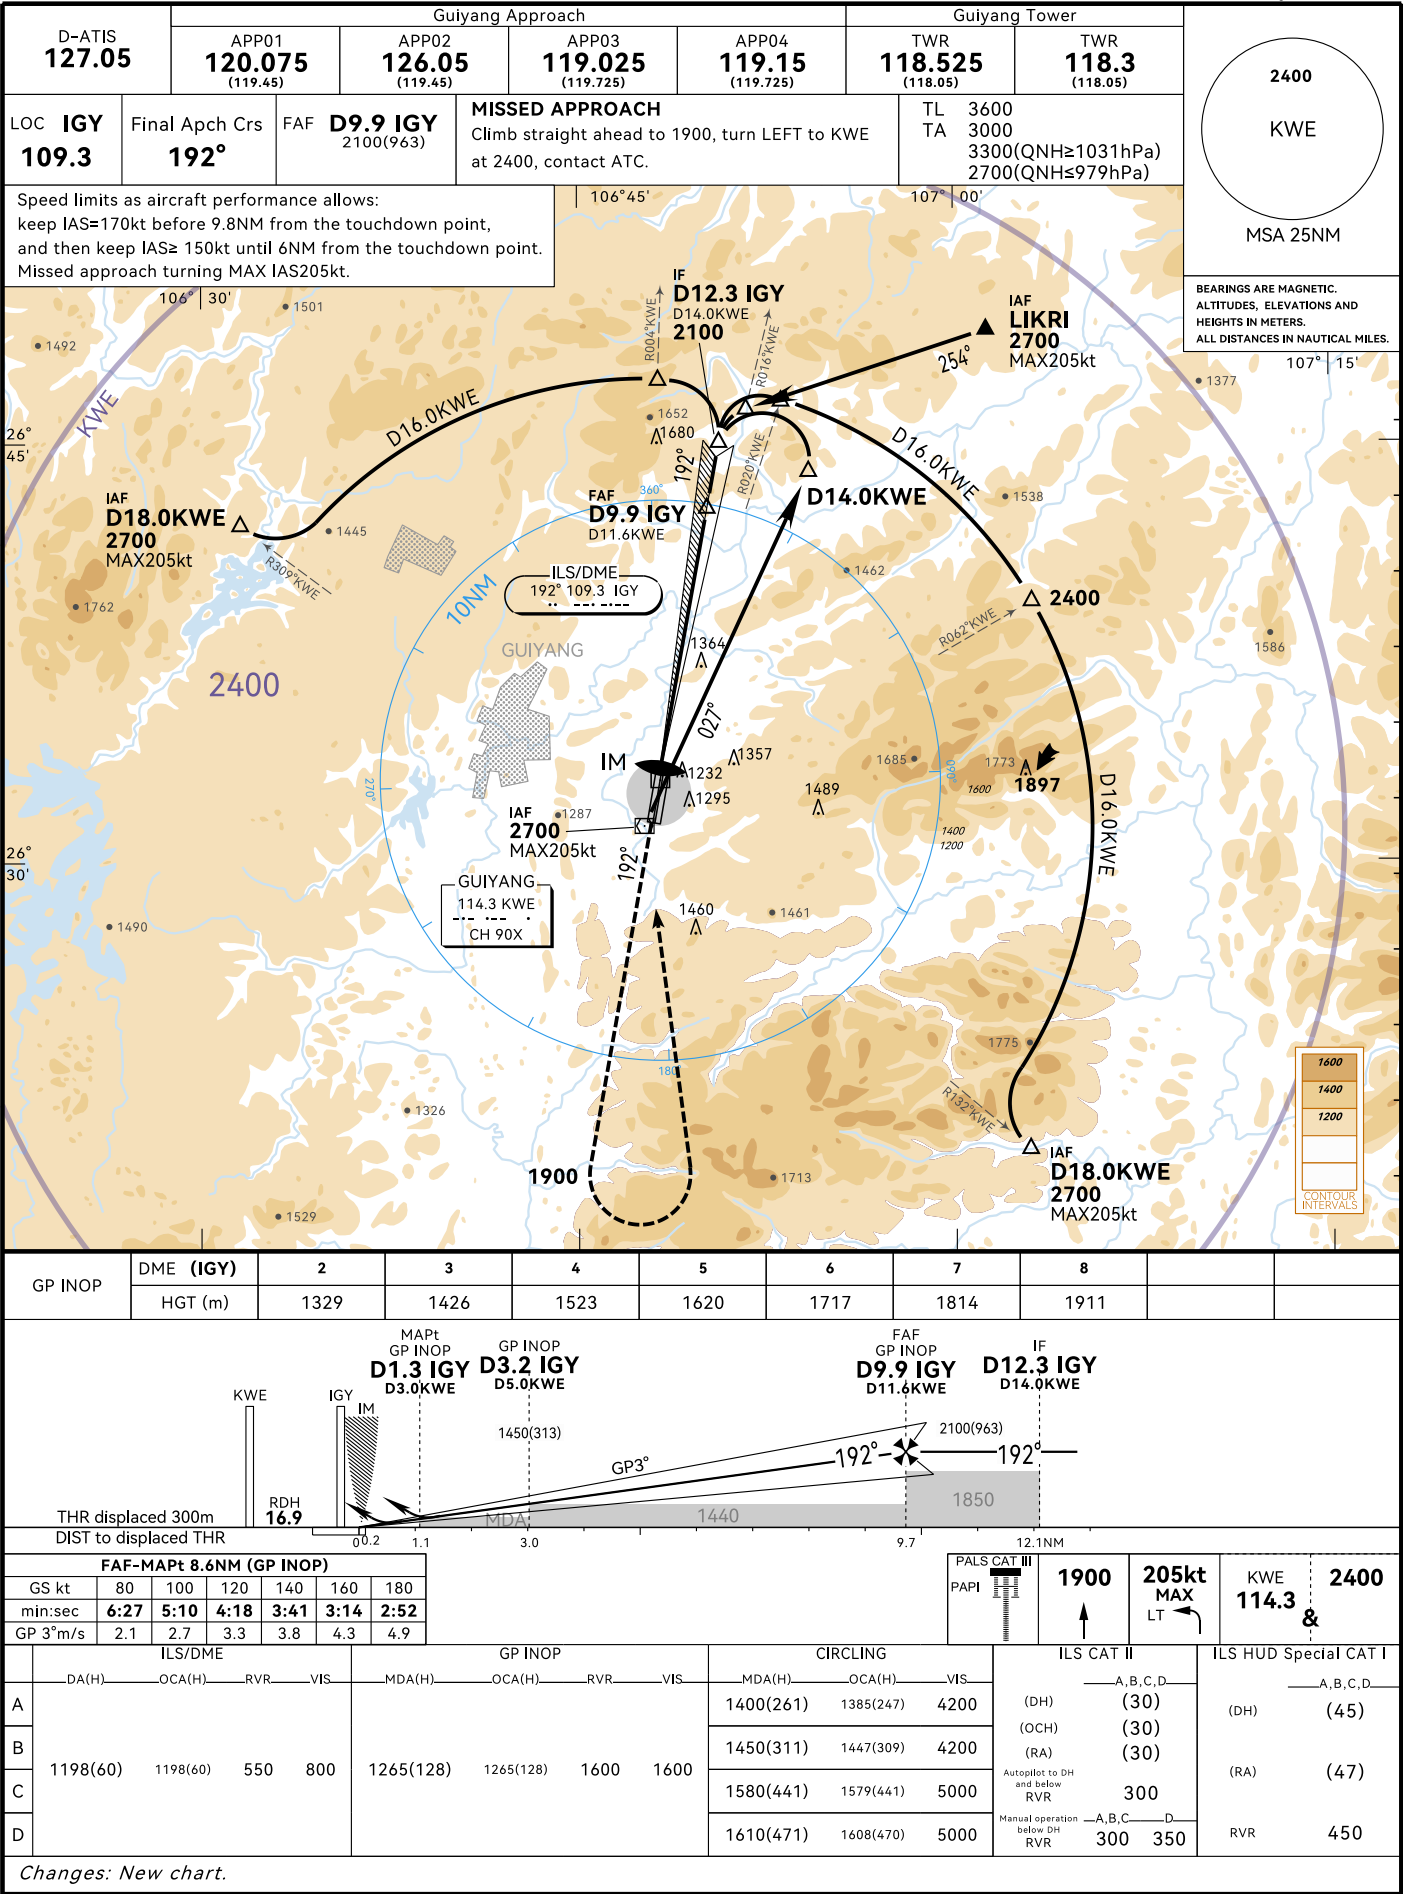 Guiyang Approach
Guiyang Tower
D-ATIS
127.05
APP01
120.075
(119.45)
APP02
126.05
(119.45)
APP03
119.025
(119.725)
APP04
119.15
(119.725)
TWR
118.525
(118.05)
TWR
118.3
(118.05)
2400
KWE
MSA 25NM
LOC IGY
109.3
Final Apch Crs
192°
FAF D9.9 IGY
2100(963)
MISSED APPROACH
Climb straight ahead to 1900, turn LEFT to KWE
at 2400, contact ATC.
TL 3600
TA 3000
3300(QNH≥1031hPa)
2700(QNH≤979hPa)
Speed limits as aircraft performance allows:
keep IAS=170kt before 9.8NM from the touchdown point,
and then keep IAS≥ 150kt until 6NM from the touchdown point.
Missed approach turning MAX IAS205kt.
BEARINGS ARE MAGNETIC.
ALTITUDES, ELEVATIONS AND
HEIGHTS IN METERS.
ALL DISTANCES IN NAUTICAL MILES.
106°45'
107°00'
106°30'
107°15'
1501
1492
1377
IF
D12.3 IGY
D14.0KWE
2100
R004°KWE
R016°KWE
IAF
LIKRI
2700
MAX205kt
254°
KWE
D16.0KWE
1652
1680
192°
R020°KWE
D16.0KWE
26°
45'
D14.0KWE
1538
IAF
D18.0KWE
2700
MAX205kt
1445
R309°KWE
FAF
D9.9 IGY
D11.6KWE
360°
ILS/DME
192° 109.3 IGY
10NM
1462
2400
R062°KWE
1762
1586
1364
GUIYANG
2400
027°
IM
1357
1232
1295
1685
1773
1897
060°
1600
270°
1489
1287
IAF
2700
MAX205kt
1400
1200
D16.0KWE
26°
30'
192°
GUIYANG
114.3 KWE
CH 90X
1460
1461
1490
1775
180°
1326
R132°KWE
1600
1400
1200
CONTOUR
INTERVALS
1900
1713
IAF
D18.0KWE
2700
MAX205kt
1529
GP INOP
DME (IGY) 2 3 4 5 6 7 8
HGT (m) 1329 1426 1523 1620 1717 1814 1911
MAPt
GP INOP
D1.3 IGY
D3.0KWE
GP INOP
D3.2 IGY
D5.0KWE
FAF
GP INOP
D9.9 IGY
D11.6KWE
IF
D12.3 IGY
D14.0KWE
KWE
IGY
IM
1450(313)
2100(963)
GP3°
192°
192°
RDH
16.9
MDA
1440
1850
THR displaced 300m
DIST to displaced THR
0 0.2 1.1 3.0 9.7 12.1NM
FAF-MAPt 8.6NM (GP INOP)
GS kt 80 100 120 140 160 180
min:sec 6:27 5:10 4:18 3:41 3:14 2:52
GP 3°m/s 2.1 2.7 3.3 3.8 4.3 4.9
PALS CAT III
PAPI
1900
205kt
MAX
LT
KWE
114.3
&
2400
ILS/DME
DA(H) OCA(H) RVR VIS
GP INOP
MDA(H) OCA(H) RVR VIS
CIRCLING
MDA(H) OCA(H) VIS
A
B
C
D
1198(60) 1198(60) 550 800
1265(128) 1265(128) 1600 1600
1400(261) 1385(247) 4200
1450(311) 1447(309) 4200
1580(441) 1579(441) 5000
1610(471) 1608(470) 5000
ILS CAT II
A,B,C,D
(DH) (30)
(OCH) (30)
(RA) (30)
Autopilot to DH
and below
RVR 300
Manual operation
below DH
RVR
A,B,C D
300 350
ILS HUD Special CAT I
A,B,C,D
(DH) (45)
(RA) (47)
RVR 450
Changes: New chart.